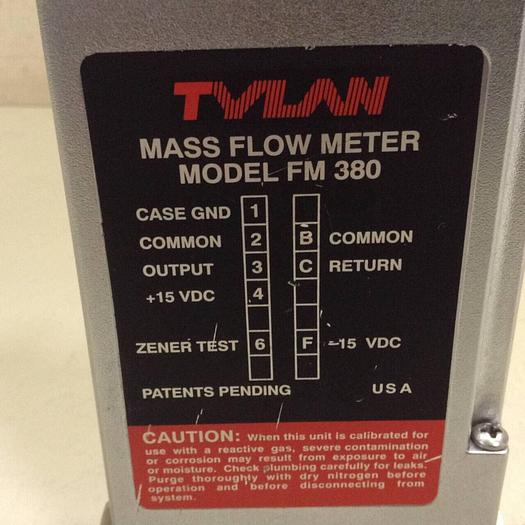 TYLAN
MASS FLOW METER
MODEL FM 380
CASE GND 1
COMMON 2 B COMMON
OUTPUT 3 C RETURN
+15 VDC 4
ZENER TEST 6 F -15 VDC
PATENTS PENDING USA
CAUTION: When this unit is calibrated for
use with a reactive gas, severe contamination
or corrosion may result from exposure to air
or moisture. Check plumbing carefully for leaks.
Purge thoroughly with dry nitrogen before
operation and before disconnecting from
system.